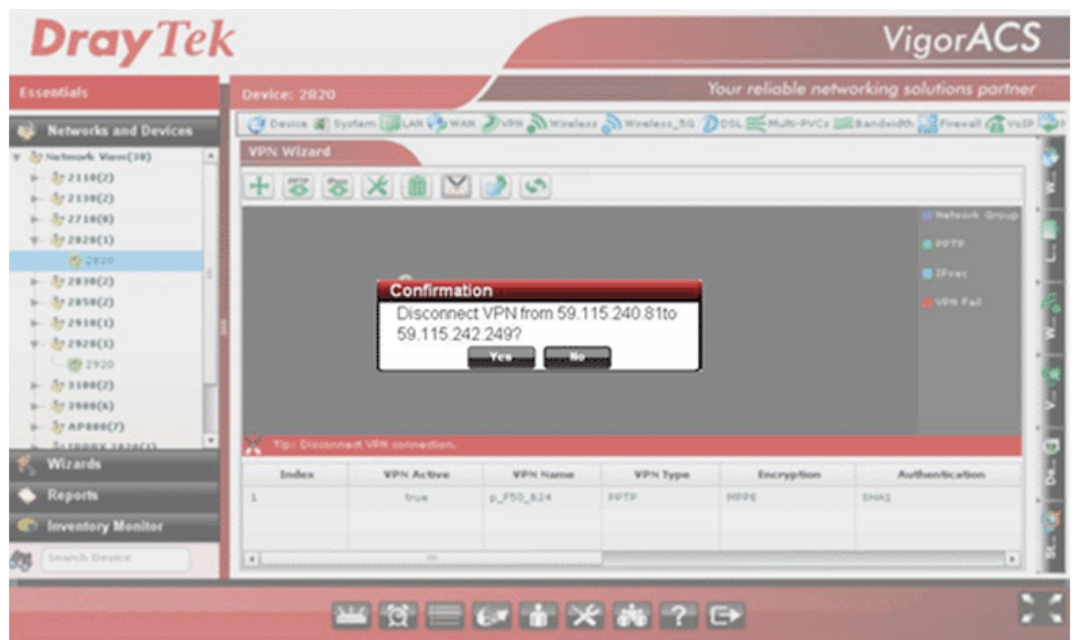 DrayTek
VigorACS
Essentials
Device: 2820
Your reliable networking solutions partner
Networks and Devices
Device System LAN WAN VPN Wireless Wireless_5G DSL Multi-PVCs Bandwidth Firewall VoIP
VPN Wizard
Network View(30)
2110(2)
2130(2)
2710(0)
2820(1)
2820
2830(2)
2850(2)
2910(1)
2920(1)
2920
3100(2)
3900(6)
AP800(7)
Network Group
PPTP
IPsec
VPN Fail
Confirmation
Disconnect VPN from 59.115.240.81to
59.115.242.249?
Yes No
Tip: Disconnect VPN connection.
Index VPN Active VPN Name VPN Type Encryption Authentication
1 true p_F50_B24 PPTP MPPE SHA1
Wizards
Reports
Inventory Monitor
Search Device
W...
L...
W...
V...
Da...
St...